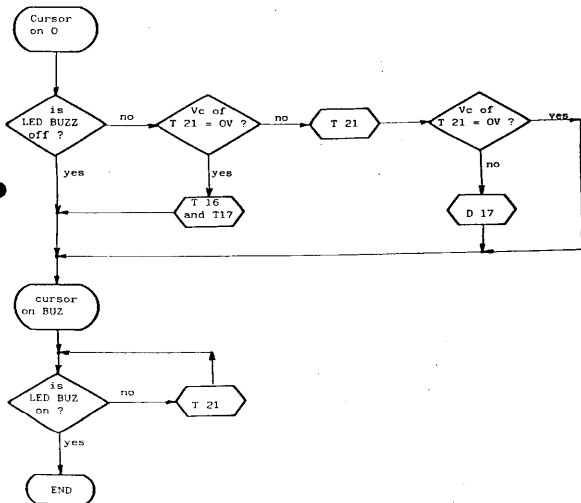 Cursor
on O
is
LED BUZZ
off ?
no
yes
Vc of
T 21 = OV ?
no
yes
T 16
and T17
T 21
Vc of
T 21 = OV ?
yes
no
D 17
cursor
on BUZ
is
LED BUZ
on ?
no
yes
T 21
END